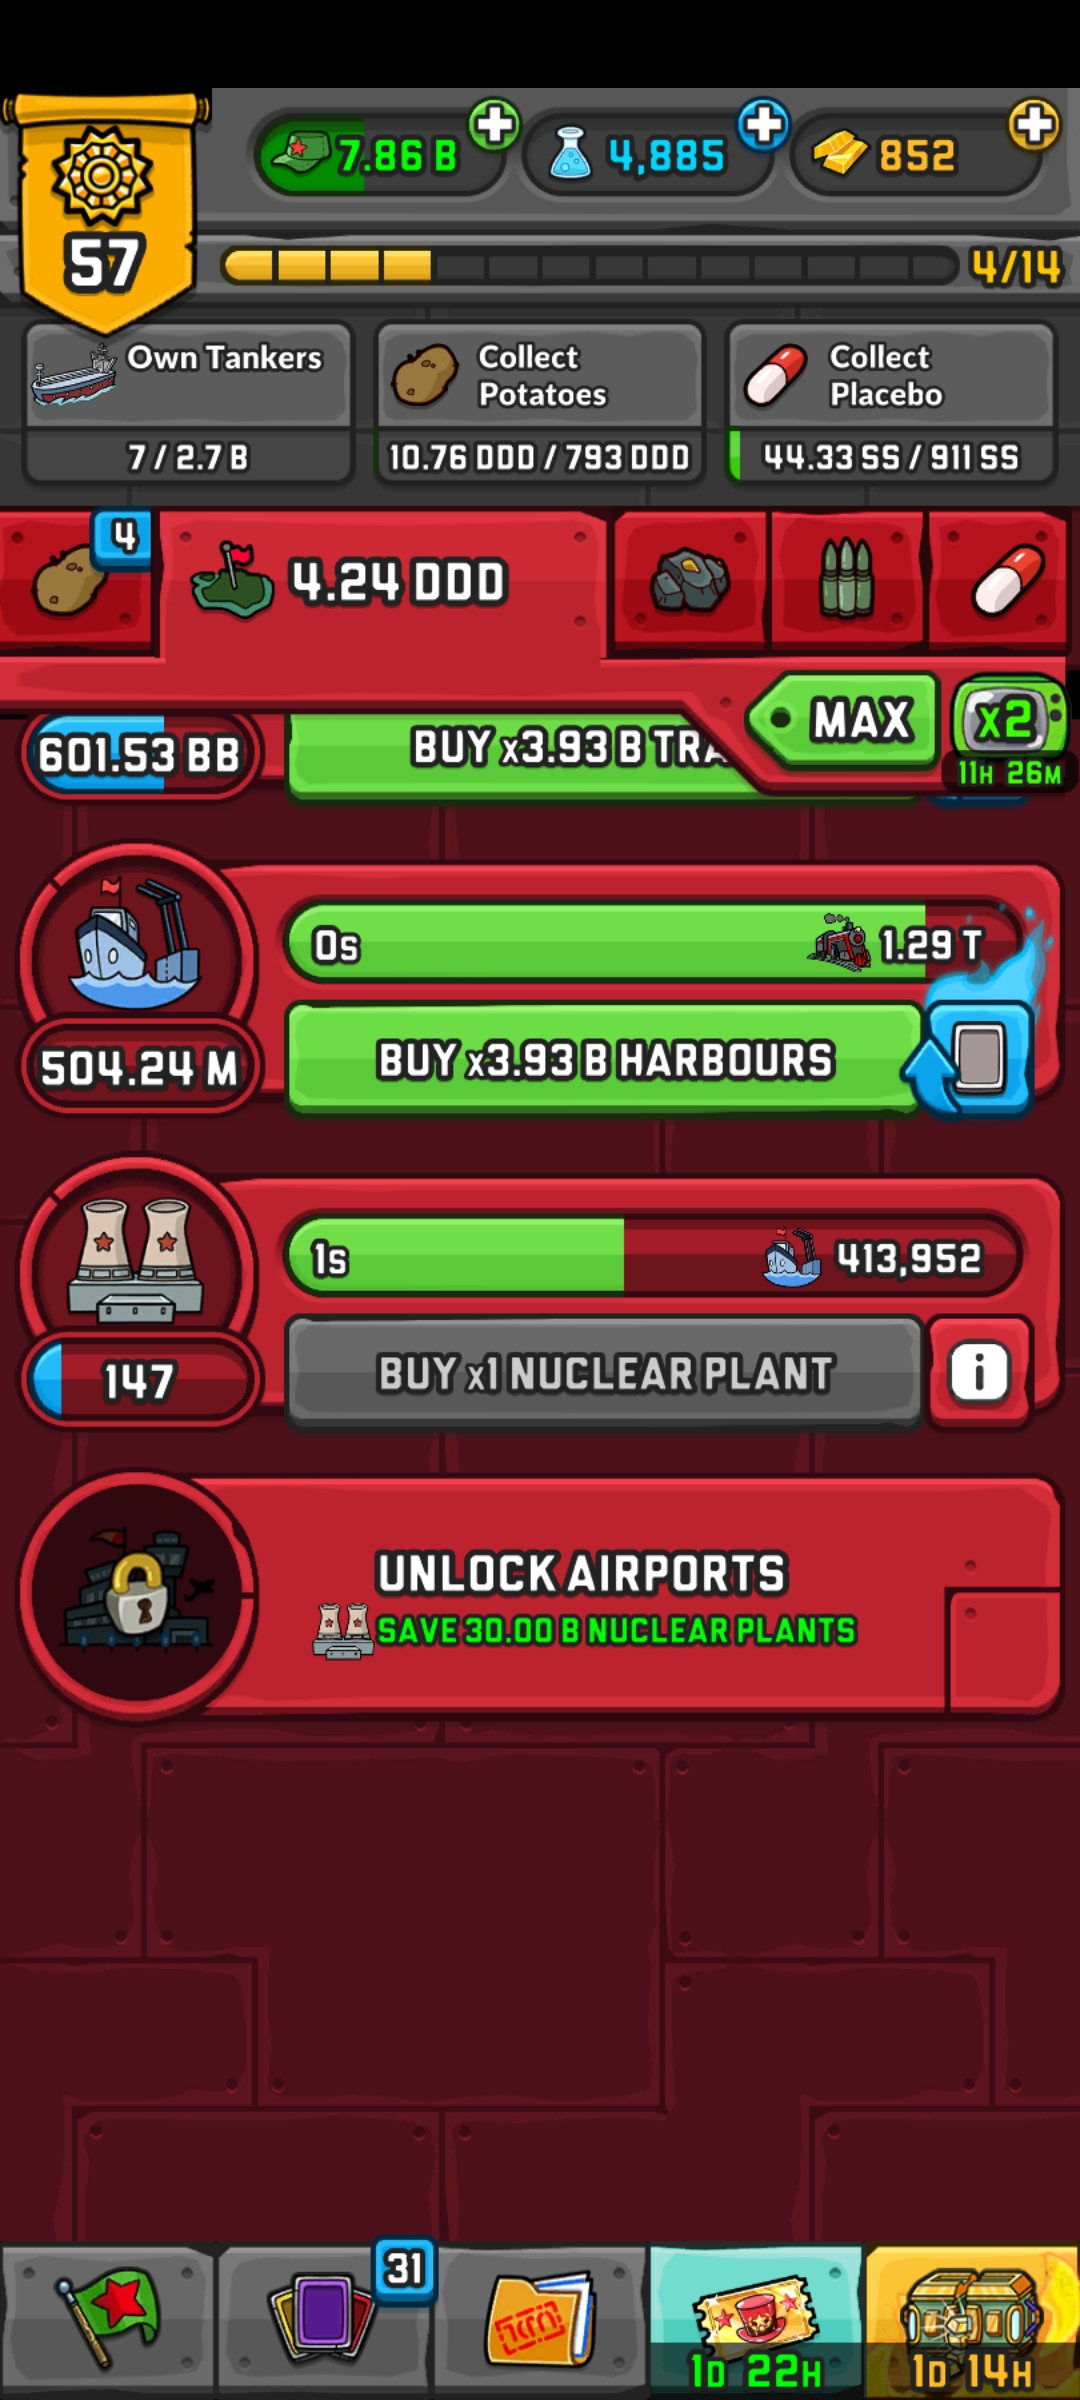 7.86 B
4,885
852
57
4/14
Own Tankers
7 / 2.7 B
Collect
Potatoes
10.76 DDD / 793 DDD
Collect
Placebo
44.33 SS / 911 SS
4
4.24 DDD
MAX
x2
11H 26M
601.53 BB
BUY x3.93 B
0s
1.29 T
504.24 M
BUY x3.93 B HARBOURS
1s
413,952
147
BUY x1 NUCLEAR PLANT
i
UNLOCK AIRPORTS
SAVE 30.00 B NUCLEAR PLANTS
31
1D 22H
1D 14H